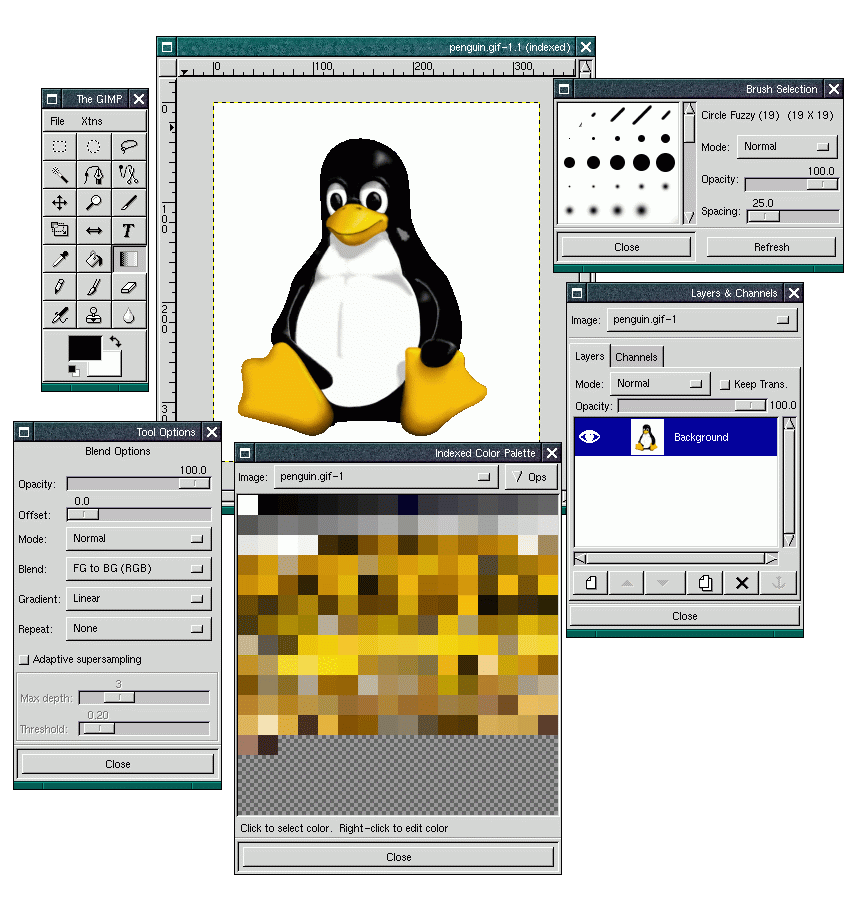 penguin.gif-1.1 (indexed)
0 100 200 300
0
100
200
3
The GIMP
File Xtns
T
Brush Selection
Circle Fuzzy (19) (19 X 19)
Mode: Normal
100.0
Opacity:
25.0
Spacing:
Close Refresh
Layers & Channels
Image: penguin.gif-1
Layers Channels
Mode: Normal Keep Trans.
Opacity: 100.0
Background
Close
Tool Options
Blend Options
100.0
Opacity:
0.0
Offset:
Mode: Normal
Blend: FG to BG (RGB)
Gradient: Linear
Repeat: None
Adaptive supersampling
3
Max depth:
0.20
Threshold:
Close
Indexed Color Palette
Image: penguin.gif-1 Ops
Click to select color. Right-click to edit color
Close